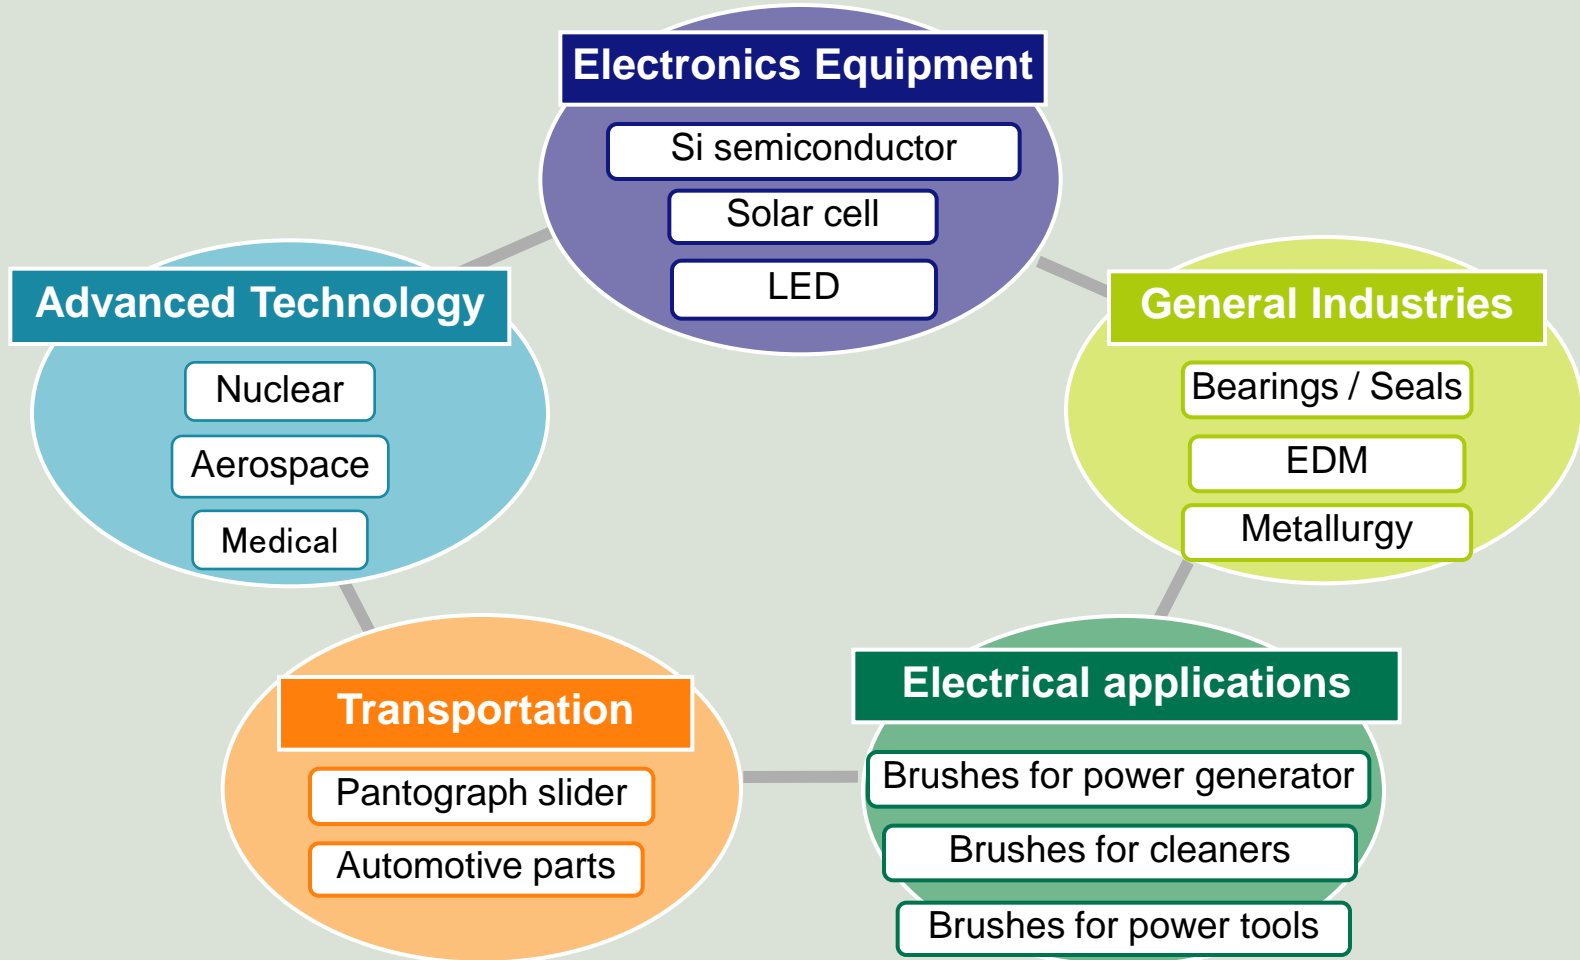 Electronics Equipment
Si semiconductor
Solar cell
LED
Advanced Technology
Nuclear
Aerospace
Medical
General Industries
Bearings / Seals
EDM
Metallurgy
Transportation
Pantograph slider
Automotive parts
Electrical applications
Brushes for power generator
Brushes for cleaners
Brushes for power tools